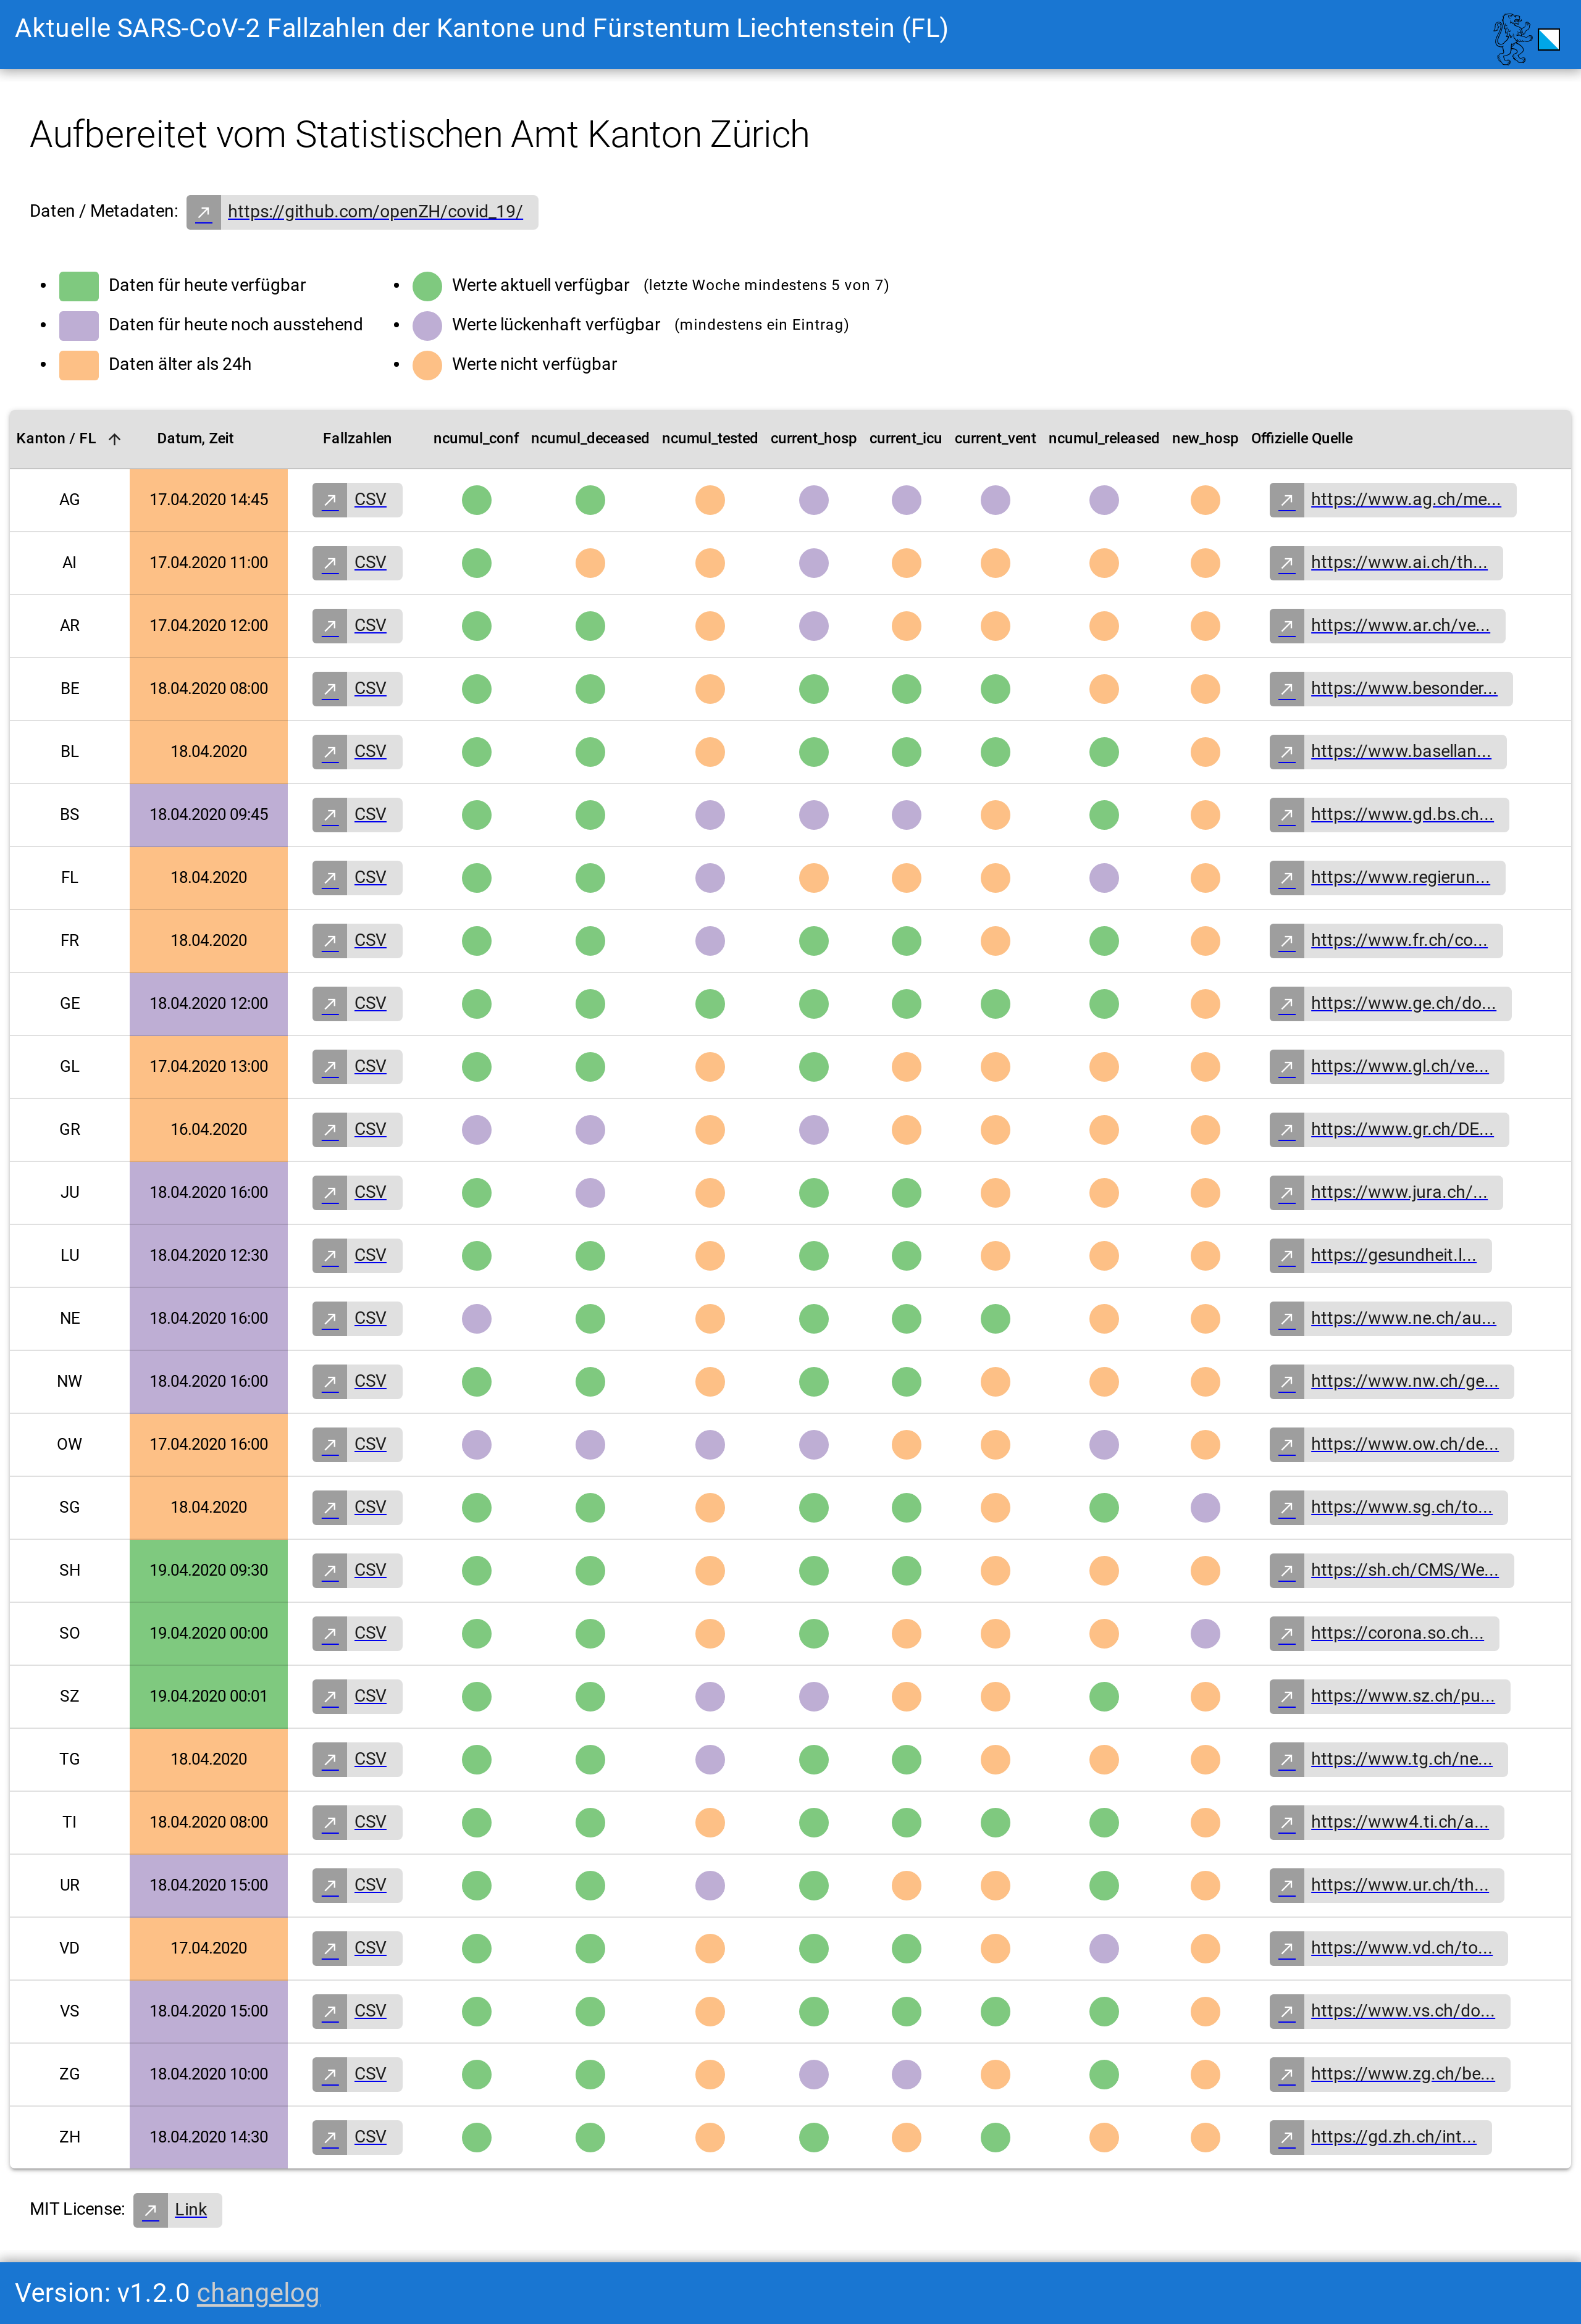 Aktuelle SARS-CoV-2 Fallzahlen der Kantone und Fürstentum Liechtenstein (FL)
Aufbereitet vom Statistischen Amt Kanton Zürich
Daten / Metadaten: https://github.com/openZH/covid_19/
Daten für heute verfügbar Werte aktuell verfügbar (letzte Woche mindestens 5 von 7)
Daten für heute noch ausstehend Werte lückenhaft verfügbar (mindestens ein Eintrag)
Daten älter als 24h Werte nicht verfügbar
Kanton / FL Datum, Zeit Fallzahlen ncumul_conf ncumul_deceased ncumul_tested current_hosp current_icu current_vent ncumul_released new_hosp Offizielle Quelle
AG 17.04.2020 14:45 CSV https://www.ag.ch/me...
AI 17.04.2020 11:00 CSV https://www.ai.ch/th...
AR 17.04.2020 12:00 CSV https://www.ar.ch/ve...
BE 18.04.2020 08:00 CSV https://www.besonder...
BL 18.04.2020 CSV https://www.basellan...
BS 18.04.2020 09:45 CSV https://www.gd.bs.ch...
FL 18.04.2020 CSV https://www.regierun...
FR 18.04.2020 CSV https://www.fr.ch/co...
GE 18.04.2020 12:00 CSV https://www.ge.ch/do...
GL 17.04.2020 13:00 CSV https://www.gl.ch/ve...
GR 16.04.2020 CSV https://www.gr.ch/DE...
JU 18.04.2020 16:00 CSV https://www.jura.ch/...
LU 18.04.2020 12:30 CSV https://gesundheit.l...
NE 18.04.2020 16:00 CSV https://www.ne.ch/au...
NW 18.04.2020 16:00 CSV https://www.nw.ch/ge...
OW 17.04.2020 16:00 CSV https://www.ow.ch/de...
SG 18.04.2020 CSV https://www.sg.ch/to...
SH 19.04.2020 09:30 CSV https://sh.ch/CMS/We...
SO 19.04.2020 00:00 CSV https://corona.so.ch...
SZ 19.04.2020 00:01 CSV https://www.sz.ch/pu...
TG 18.04.2020 CSV https://www.tg.ch/ne...
TI 18.04.2020 08:00 CSV https://www4.ti.ch/a...
UR 18.04.2020 15:00 CSV https://www.ur.ch/th...
VD 17.04.2020 CSV https://www.vd.ch/to...
VS 18.04.2020 15:00 CSV https://www.vs.ch/do...
ZG 18.04.2020 10:00 CSV https://www.zg.ch/be...
ZH 18.04.2020 14:30 CSV https://gd.zh.ch/int...
MIT License: Link
Version: v1.2.0 changelog